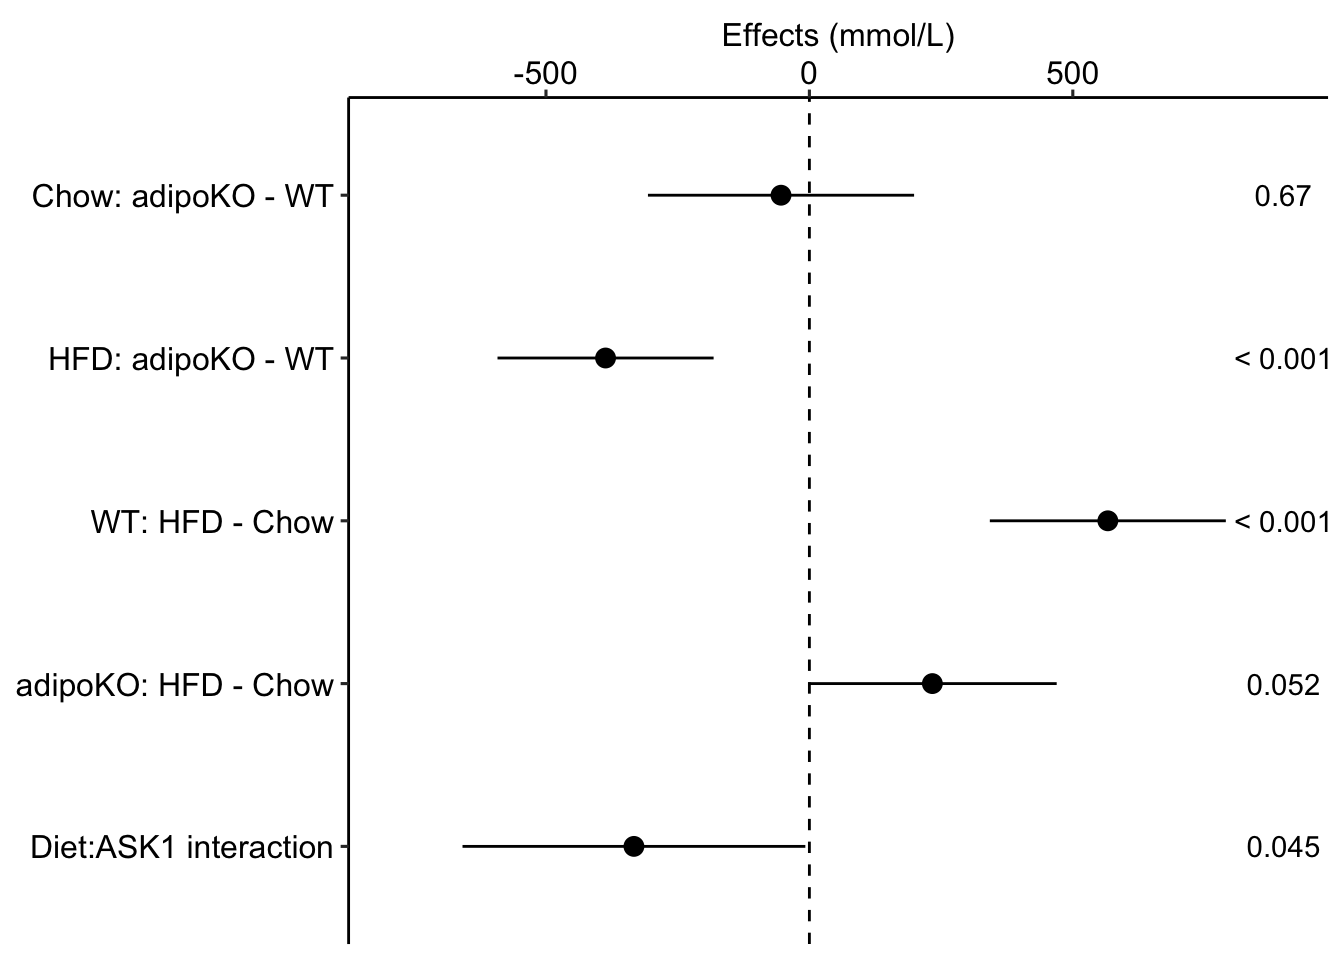 Effects (mmol/L)
-500 0 500
Chow: adipoKO - WT 0.67
HFD: adipoKO - WT < 0.001
WT: HFD - Chow < 0.001
adipoKO: HFD - Chow 0.052
Diet:ASK1 interaction 0.045